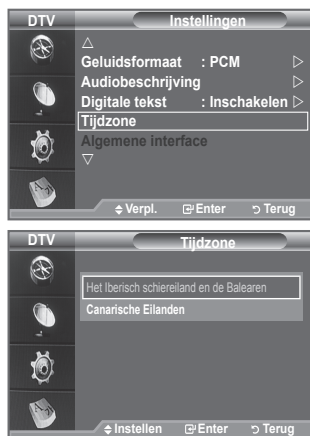 DTV Instellingen
△
Geluidsformaat : PCM ▷
Audiobeschrijving ▷
Digitale tekst : Inschakelen ▷
Tijdzone
Algemene interface
▽
Verpl. Enter Terug
DTV Tijdzone
Het Iberisch schiereiland en de Balearen
Canarische Eilanden
Instellen Enter Terug